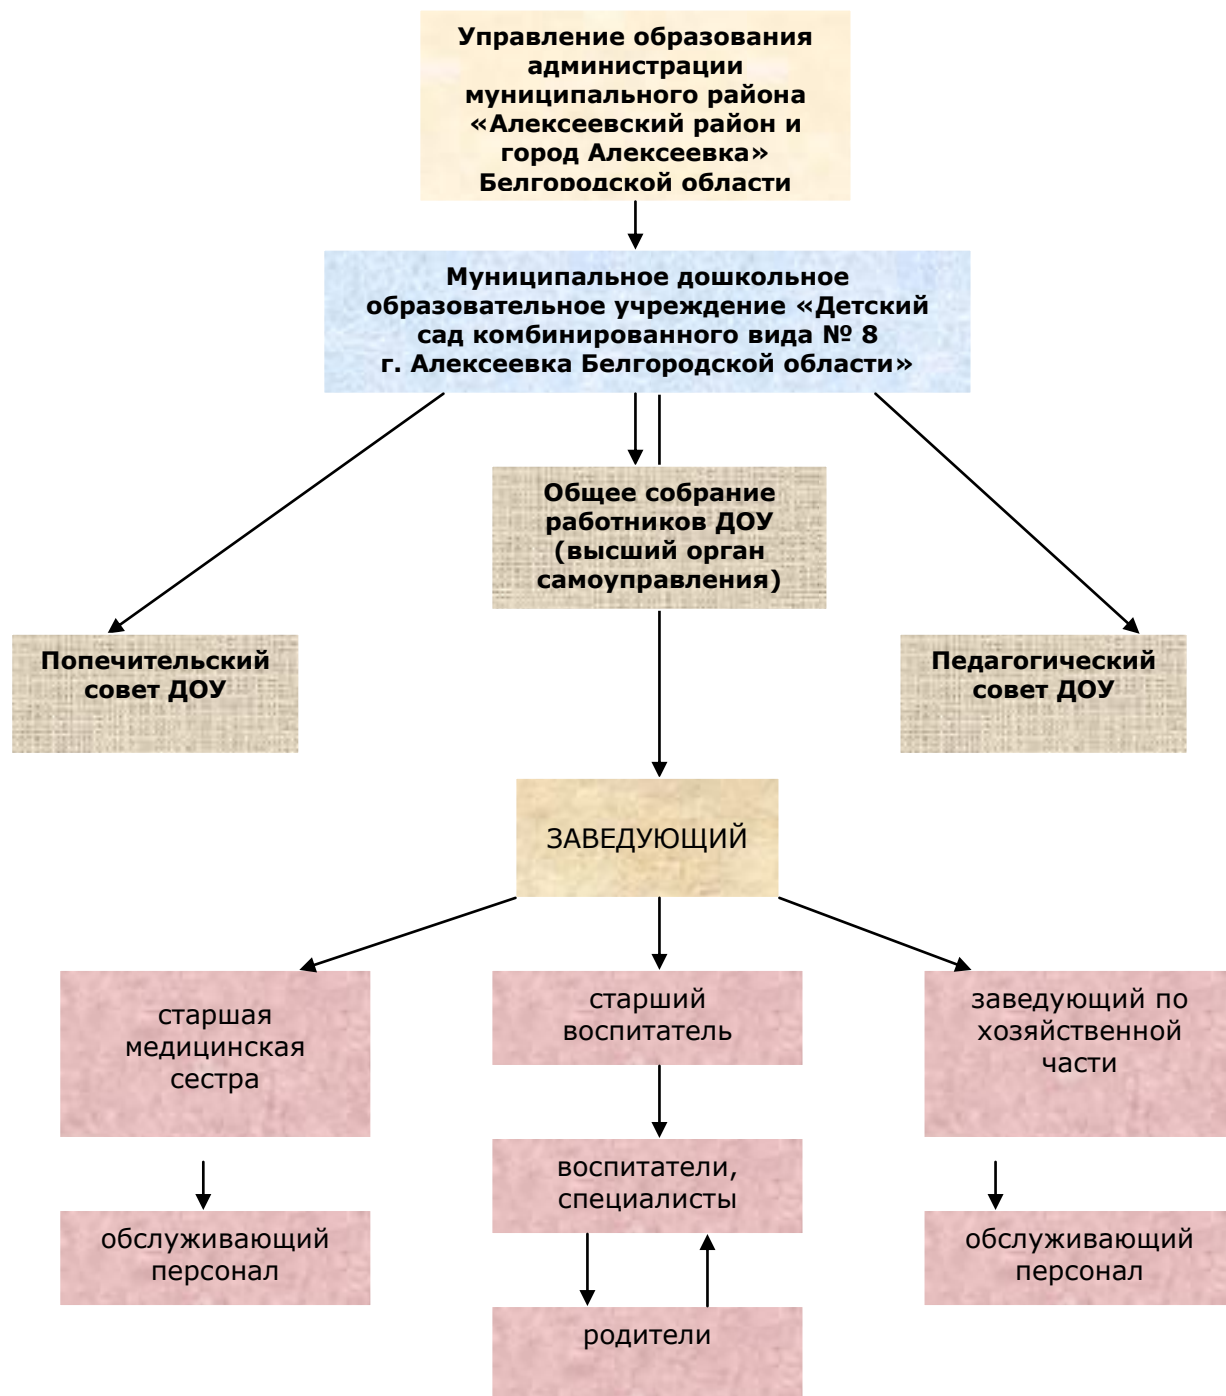 Управление образования
администрации
муниципального района
«Алексеевский район и
город Алексеевка»
Белгородской области
Муниципальное дошкольное
образовательное учреждение «Детский
сад комбинированного вида № 8
г. Алексеевка Белгородской области»
Общее собрание
работников ДОУ
(высший орган
самоуправления)
Попечительский
совет ДОУ
Педагогический
совет ДОУ
ЗАВЕДУЮЩИЙ
старшая
медицинская
сестра
старший
воспитатель
заведующий по
хозяйственной
части
воспитатели,
специалисты
обслуживающий
персонал
обслуживающий
персонал
родители